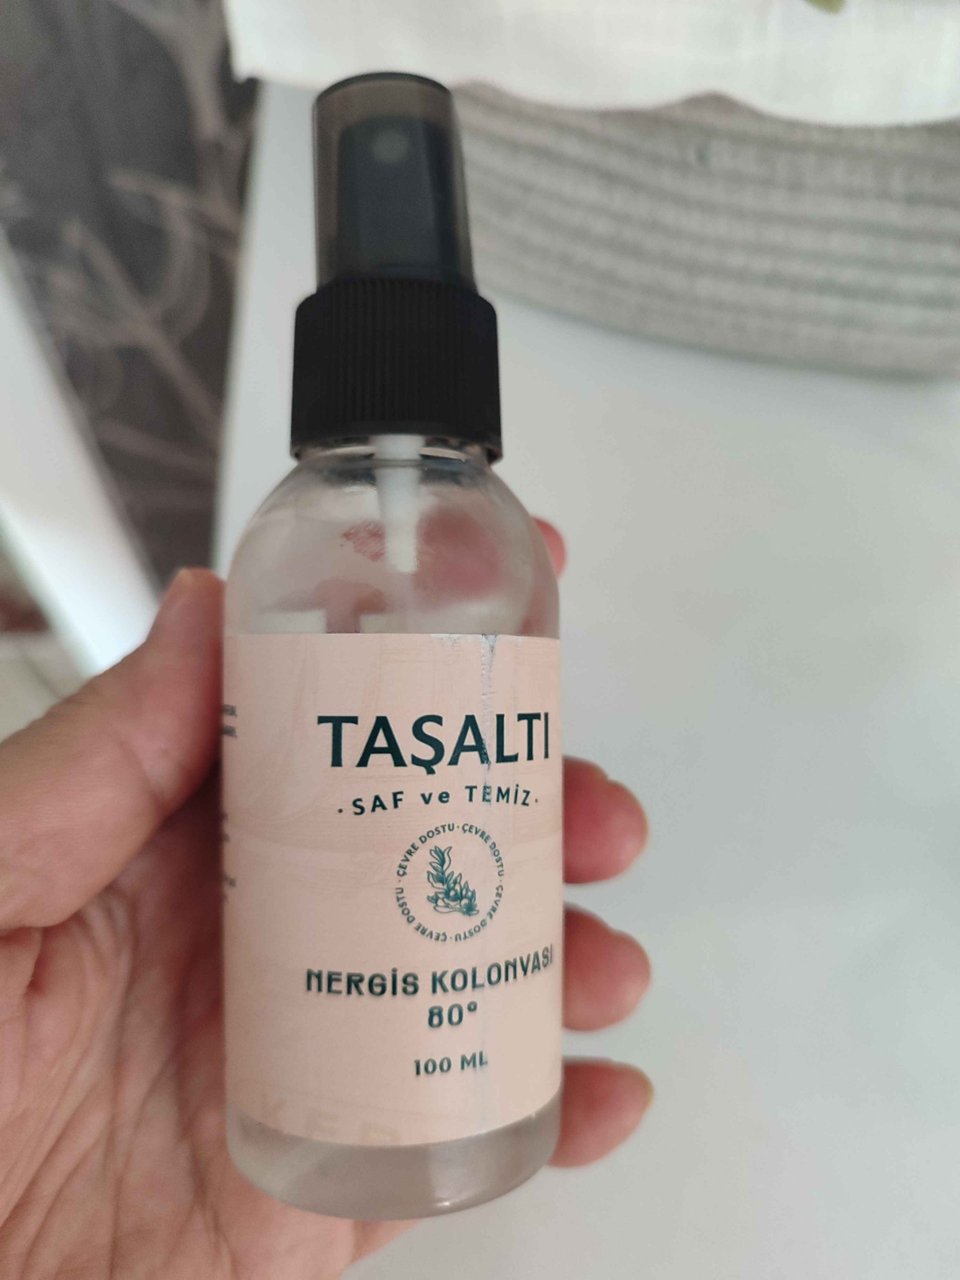 TAŞALTI
·SAF ve TEMİZ·
ÇEVRE DOSTU · ÇEVRE DOSTU · ÇEVRE DOSTU · ÇEVRE DOSTU ·
NERGİS KOLONYASI
80°
100 ML